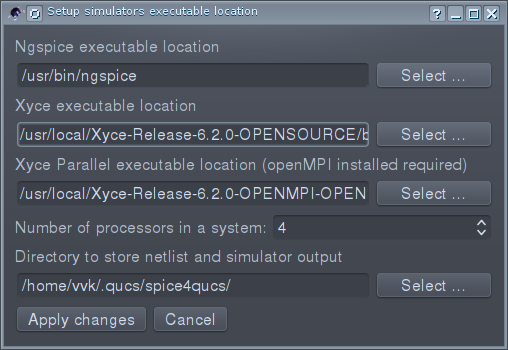 Setup simulators executable location
Ngspice executable location
/usr/bin/ngspice Select ...
Xyce executable location
/usr/local/Xyce-Release-6.2.0-OPENSOURCE/b Select ...
Xyce Parallel executable location (openMPI installed required)
/usr/local/Xyce-Release-6.2.0-OPENMPI-OPEN Select ...
Number of processors in a system: 4
Directory to store netlist and simulator output
/home/vvk/.qucs/spice4qucs/ Select ...
Apply changes Cancel